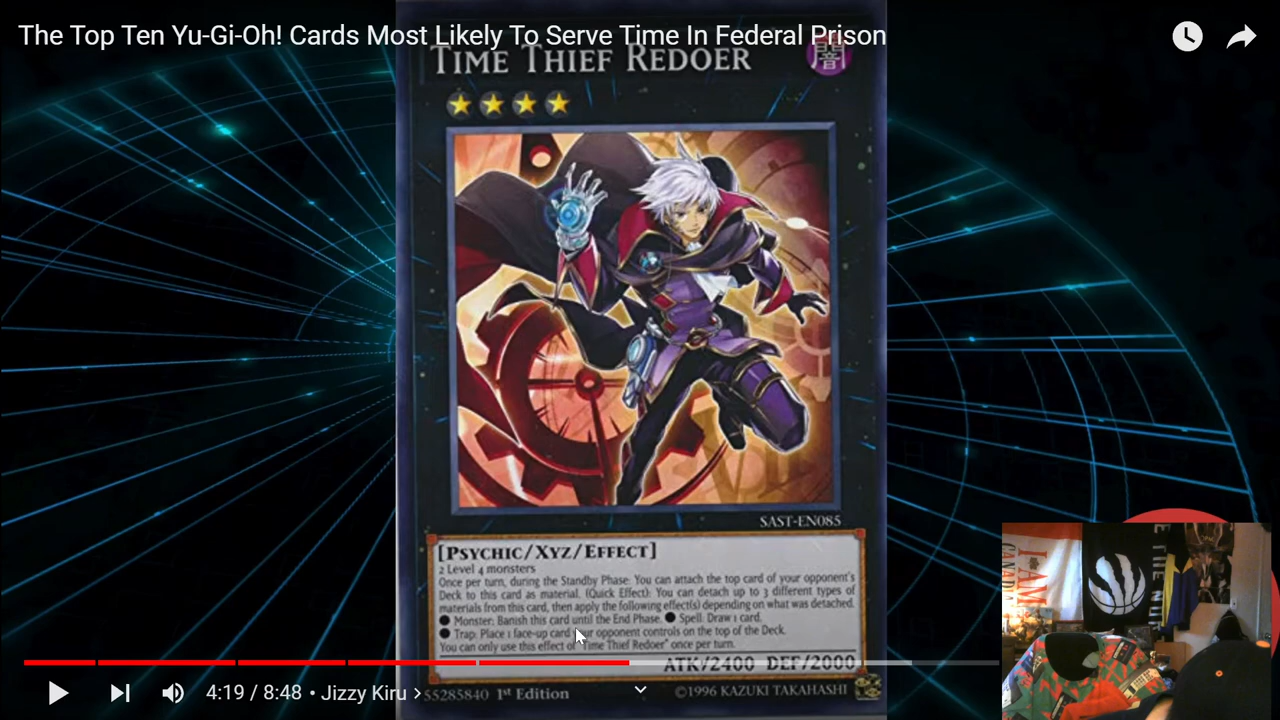 The Top Ten Yu-Gi-Oh! Cards Most Likely To Serve Time In Federal Prison
TIME THIEF REDOER
闇
SAST-EN085
[PSYCHIC/XYZ/EFFECT]
2 Level 4 monsters
Once per turn, during the Standby Phase: You can attach the top card of your opponent's
Deck to this card as material. (Quick Effect): You can detach up to 3 different types of
materials from this card, then apply the following effect(s) depending on what was detached.
● Monster: Banish this card until the End Phase. ● Spell: Draw 1 card.
● Trap: Place 1 face-up card your opponent controls on the top of the Deck.
You can only use this effect of "Time Thief Redoer" once per turn.
ATK/2400 DEF/2000
4:19 / 8:48 • Jizzy Kiru
55285840 1st Edition
©1996 KAZUKI TAKAHASHI
I AM